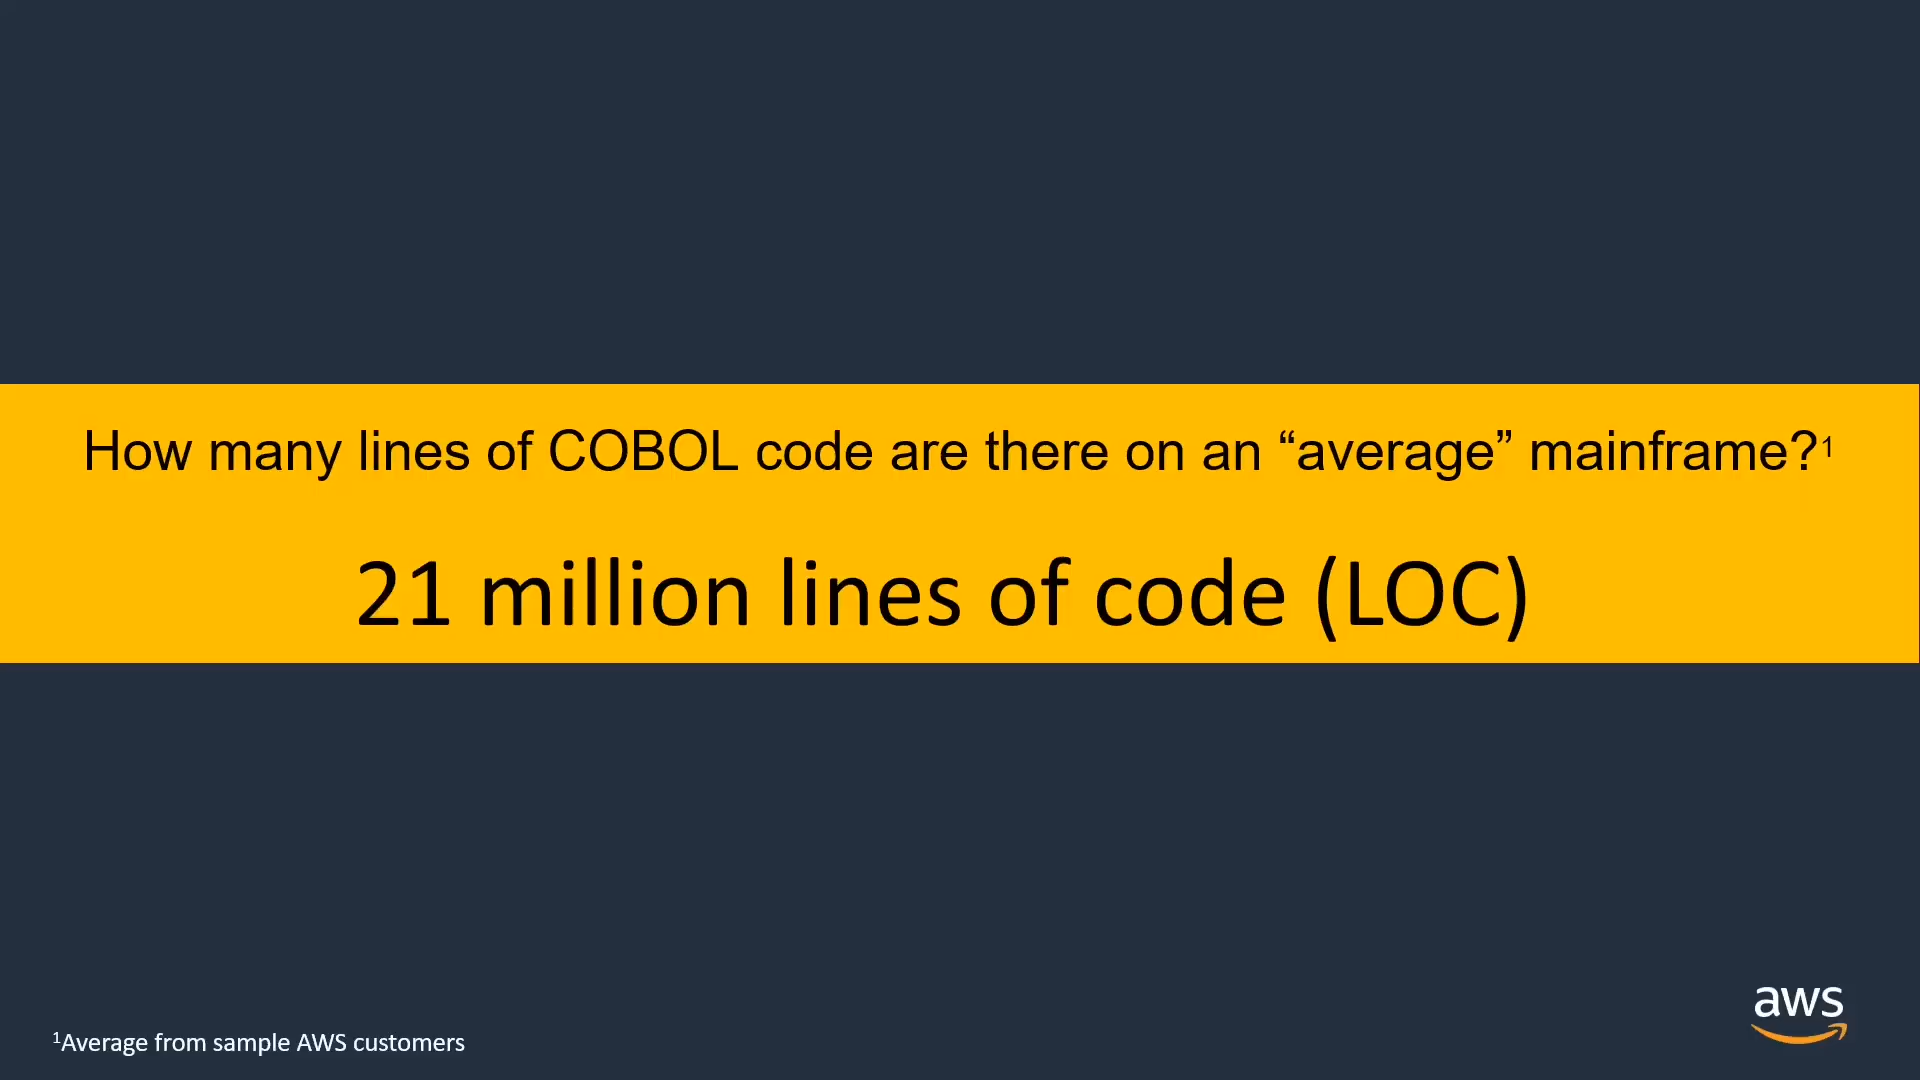 How many lines of COBOL code are there on an “average” mainframe?¹
21 million lines of code (LOC)
aws
¹Average from sample AWS customers